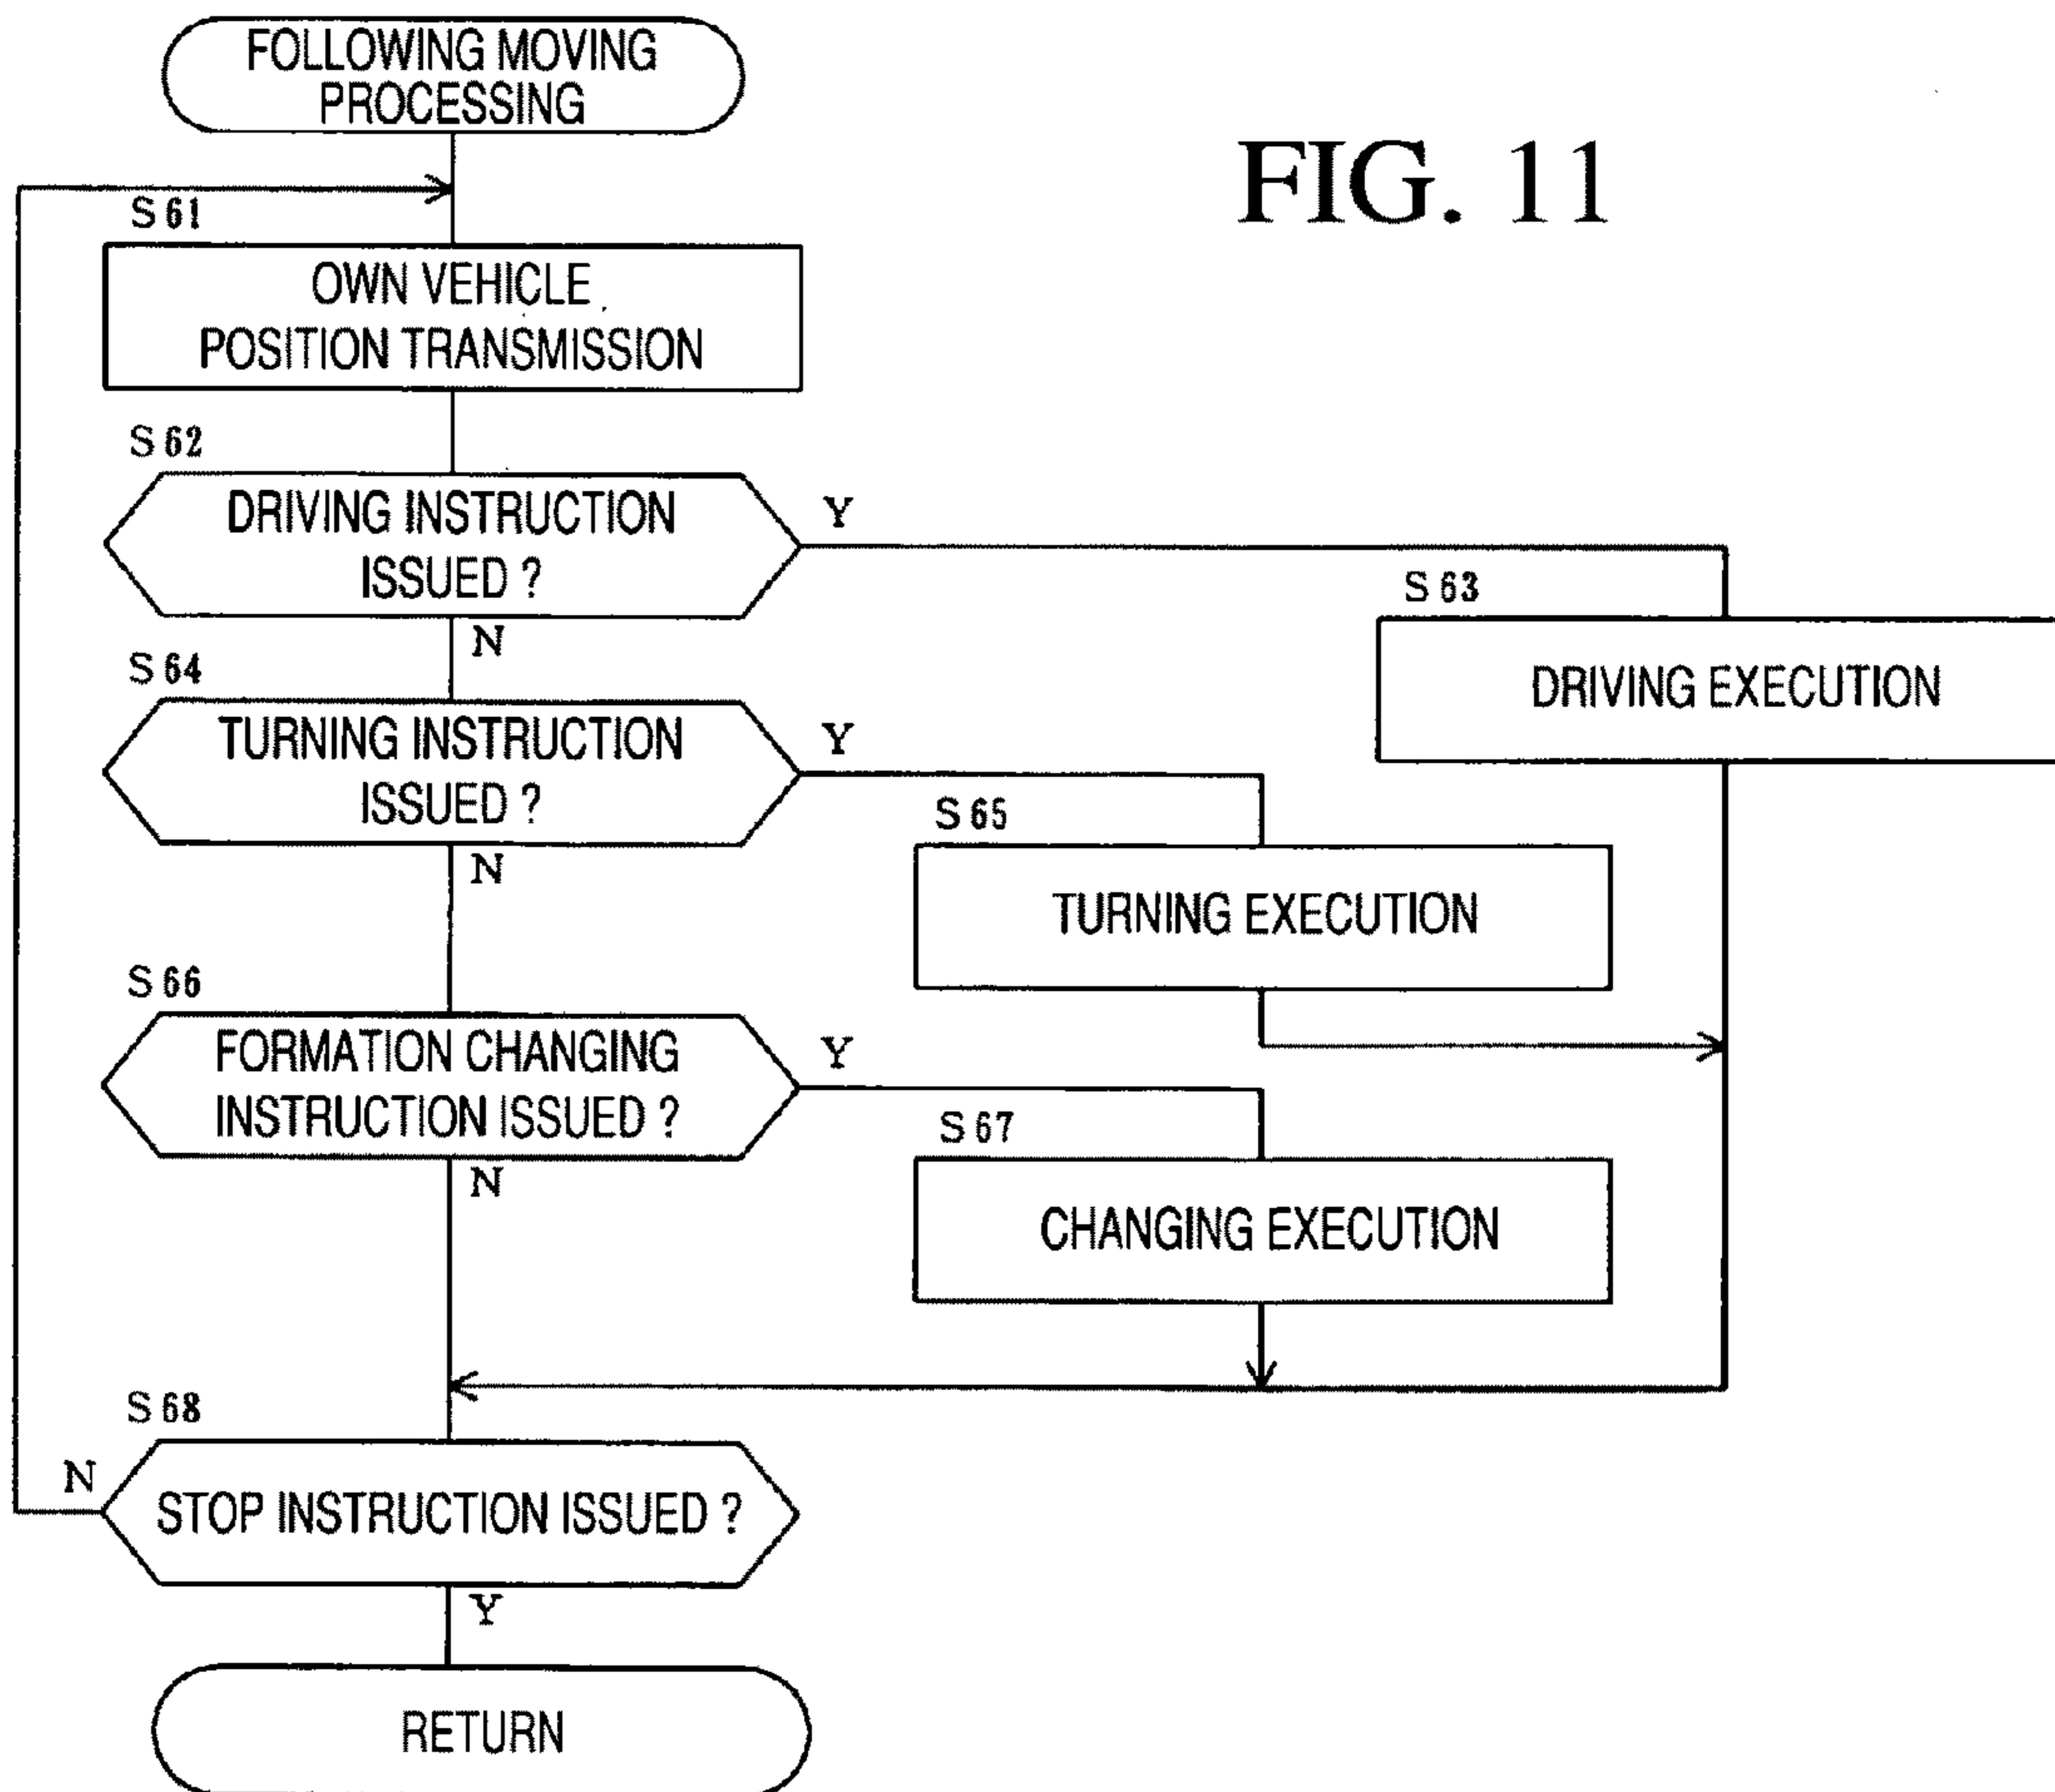 FOLLOWING MOVING
PROCESSING
FIG. 11
S61
OWN VEHICLE
POSITION TRANSMISSION
S62
DRIVING INSTRUCTION
ISSUED ?
Y
N
S63
DRIVING EXECUTION
S64
TURNING INSTRUCTION
ISSUED ?
Y
N
S65
TURNING EXECUTION
S66
FORMATION CHANGING
INSTRUCTION ISSUED ?
Y
N
S67
CHANGING EXECUTION
S68
N
STOP INSTRUCTION ISSUED ?
Y
RETURN